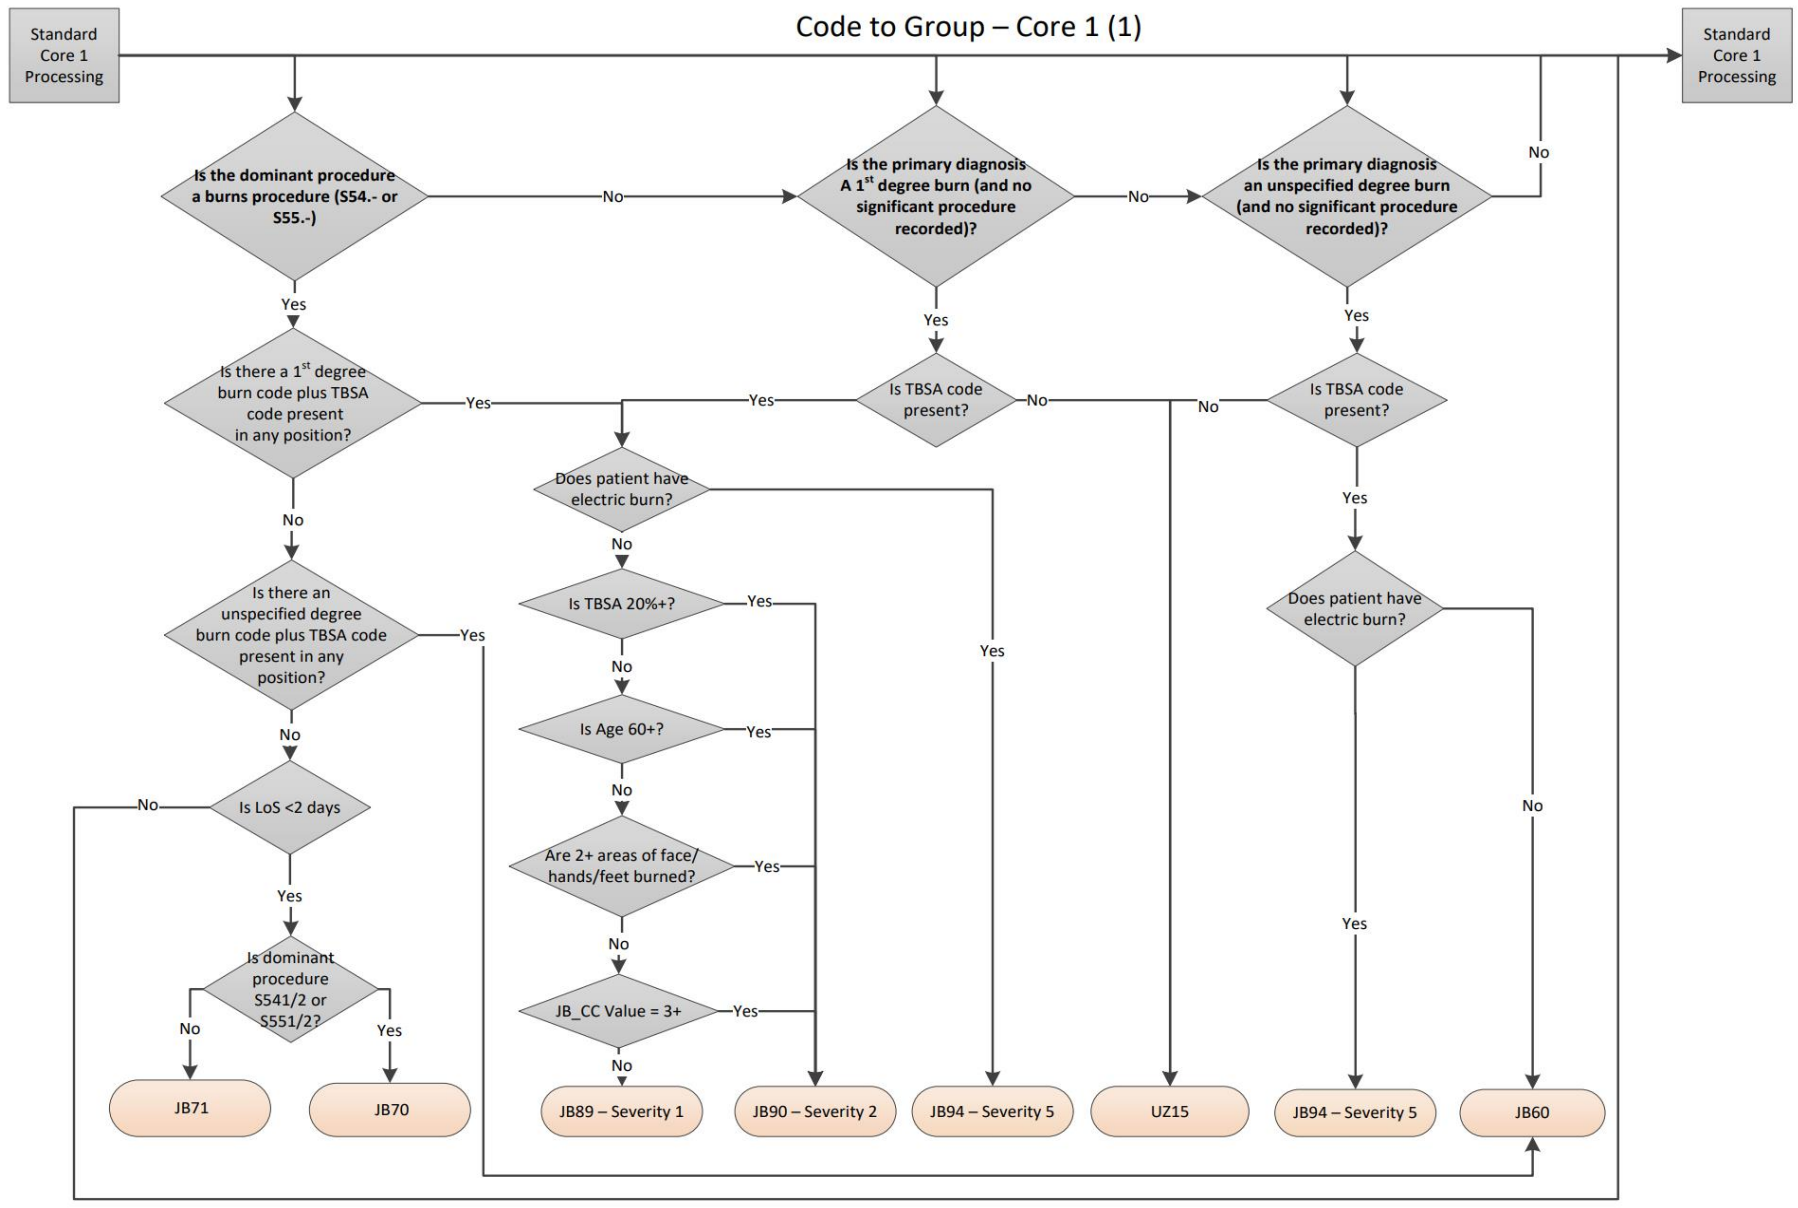 Code to Group – Core 1 (1)
Standard
Core 1
Processing
Standard
Core 1
Processing
Is the dominant procedure
a burns procedure (S54.- or
S55.-)
No
Is the primary diagnosis
A 1st degree burn (and no
significant procedure
recorded)?
No
Is the primary diagnosis
an unspecified degree burn
(and no significant procedure
recorded)?
No
Yes
Yes
Yes
Is there a 1st degree
burn code plus TBSA
code present
in any position?
Yes
Yes
Is TBSA code
present?
No
No
Is TBSA code
present?
Does patient have
electric burn?
No
Yes
No
Is there an
unspecified degree
burn code plus TBSA code
present in any
position?
Yes
Is TBSA 20%+?
Yes
Does patient have
electric burn?
No
Yes
No
Is Age 60+?
Yes
Is LoS <2 days
No
No
No
Are 2+ areas of face/
hands/feet burned?
Yes
Yes
Yes
No
Is dominant
procedure
S541/2 or
S551/2?
No
Yes
JB_CC Value = 3+
Yes
No
JB71
JB70
JB89 – Severity 1
JB90 – Severity 2
JB94 – Severity 5
UZ15
JB94 – Severity 5
JB60